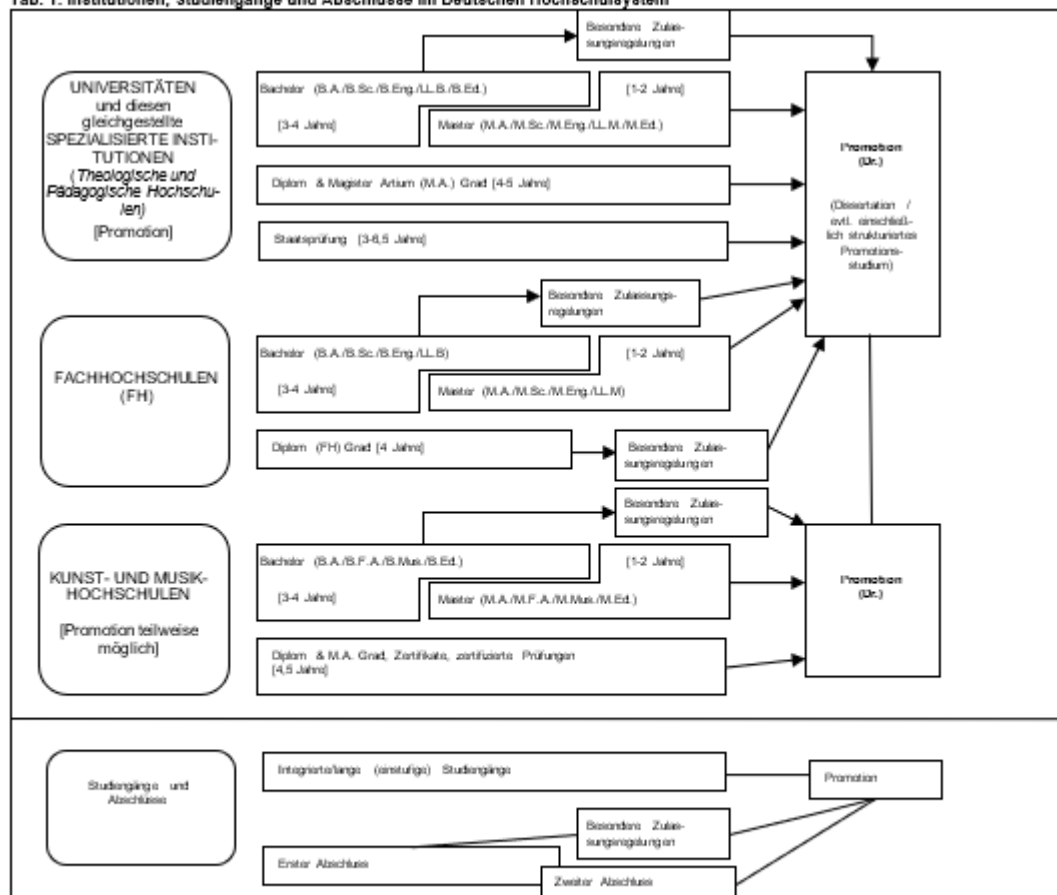 Tab. 1: Institutionen, Studiengänge und Abschlüsse im Deutschen Hochschulsystem
Besondere Zulas-
sungsregelungen
UNIVERSITÄTEN
und diesen
gleichgestellte
SPEZIALISIERTE INSTI-
TUTIONEN
(Theologische und
Pädagogische Hochschu-
len)
[Promotion]
Bachelor (B.A./B.Sc./B.Eng./LL.B./B.Ed.)
[3-4 Jahre]
[1-2 Jahre]
Master (M.A./M.Sc./M.Eng./LL.M./M.Ed.)
Diplom & Magister Artium (M.A.) Grad [4-5 Jahre]
Staatsprüfung [3-6,5 Jahre]
Promotion
(Dr.)
(Dissertation /
evtl. einschließ-
lich strukturiertes
Promotions-
studium)
Besondere Zulassungs-
regelungen
FACHHOCHSCHULEN
(FH)
Bachelor (B.A./B.Sc./B.Eng./LL.B)
[3-4 Jahre]
[1-2 Jahre]
Master (M.A./M.Sc./M.Eng./LL.M)
Diplom (FH) Grad [4 Jahre]
Besondere Zulas-
sungsregelungen
Besondere Zulas-
sungsregelungen
KUNST- UND MUSIK-
HOCHSCHULEN
[Promotion teilweise
möglich]
Bachelor (B.A./B.F.A./B.Mus./B.Ed.)
[3-4 Jahre]
[1-2 Jahre]
Master (M.A./M.F.A./M.Mus./M.Ed.)
Diplom & M.A. Grad, Zertifikate, zertifizierte Prüfungen
[4,5 Jahre]
Promotion
(Dr.)
Studiengänge und
Abschlüsse
Integrierte/lange (einstufige) Studiengänge
Promotion
Besondere Zulas-
sungsregelungen
Erster Abschluss
Zweiter Abschluss